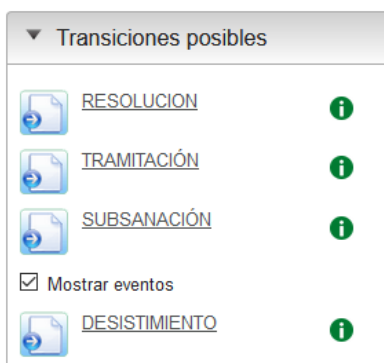 Transiciones posibles
RESOLUCION
TRAMITACIÓN
SUBSANACIÓN
Mostrar eventos
DESISTIMIENTO